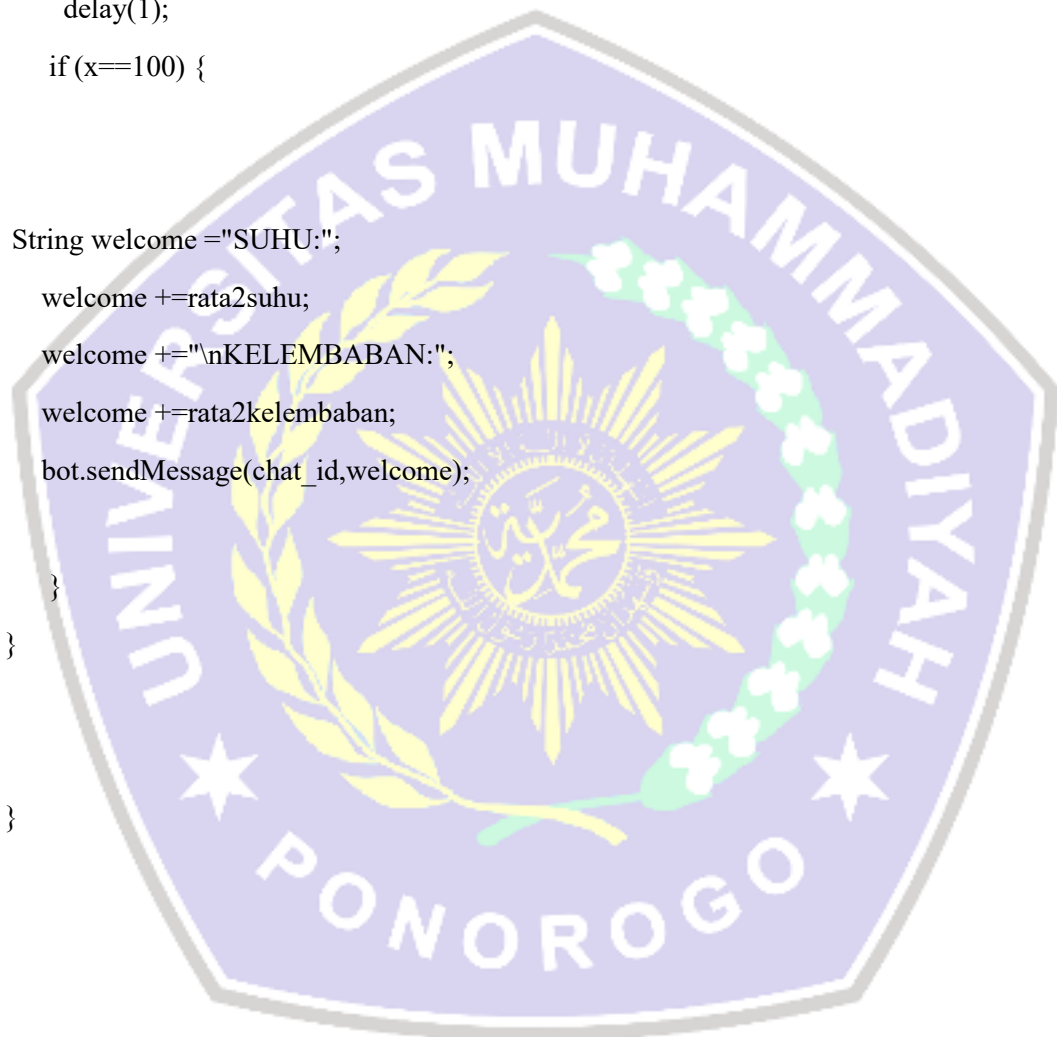 delay(1);
if (x==100) {
String welcome ="SUHU:";
welcome +=rata2suhu;
welcome +="\nKELEMBABAN:";
welcome +=rata2kelembaban;
bot.sendMessage(chat_id,welcome);
}
}
}
UNIVERSITAS MUHAMMADIYAH
PONOROGO
محمدية